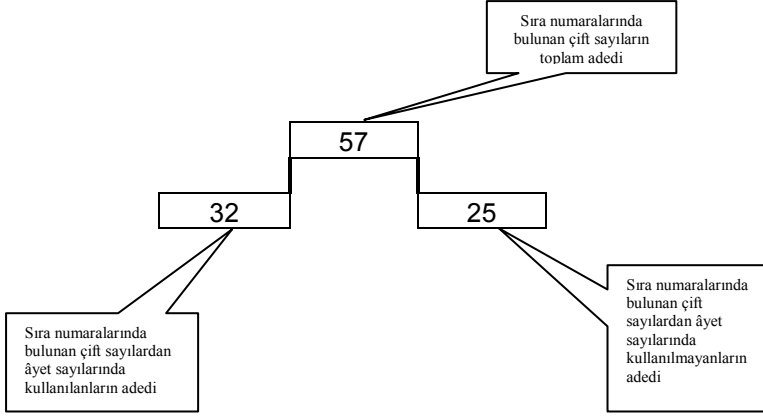 Sıra numaralarında
bulunan çift sayıların
toplam adedi
57
32
25
Sıra numaralarında
bulunan çift
sayılardan âyet
sayılarında
kullanılmayanların
adedi
Sıra numaralarında
bulunan çift sayılardan
âyet sayılarında
kullanılanların adedi